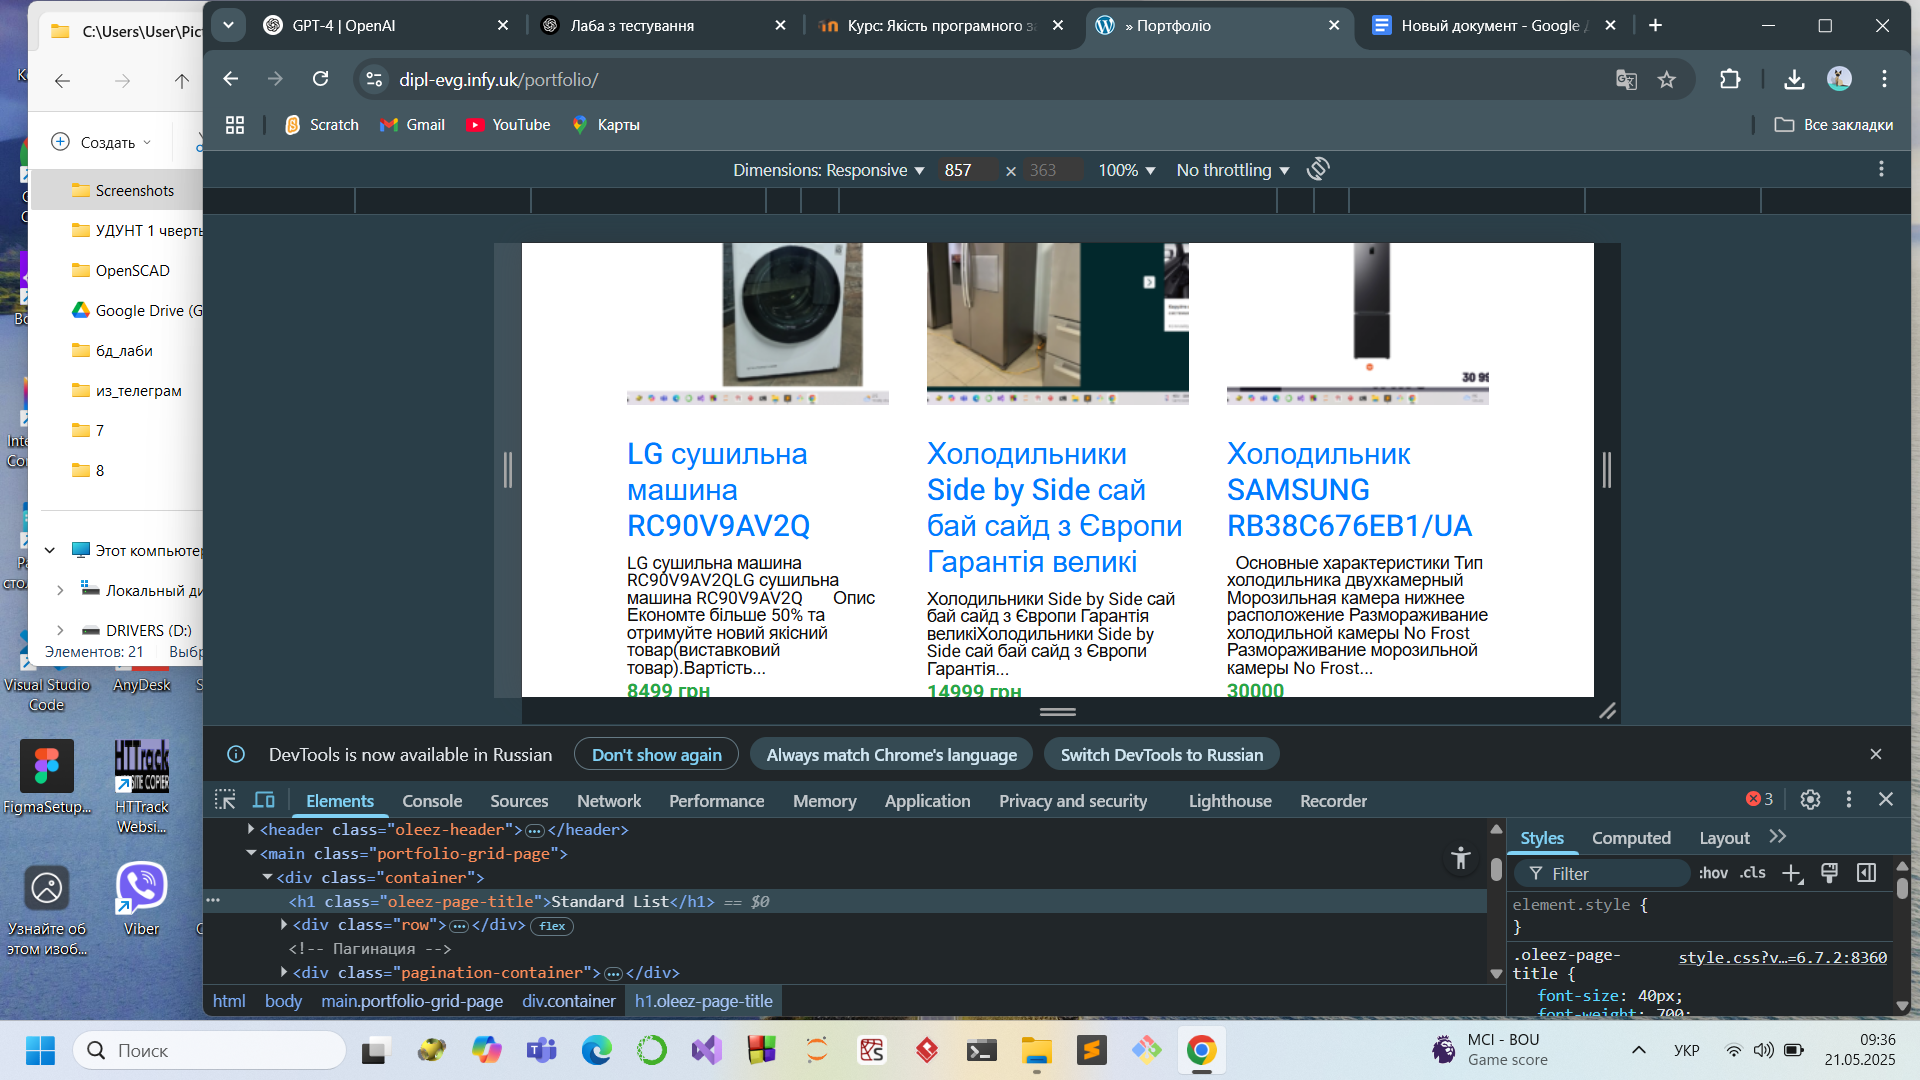 C:\Users\User\Pic
GPT-4 | OpenAI
Лаба з тестування
Курс: Якість програмного за
» Портфоліо
Новый документ - Google Д
dipl-evg.infy.uk/portfolio/
Scratch
Gmail
YouTube
Карты
Все закладки
Создать
Screenshots
УДУНТ 1 чверть
OpenSCAD
Google Drive (G
бд_лаби
из_телеграм
7
8
Этот компьютер
Локальный ди
DRIVERS (D:)
Элементов: 21
Выбр
Dimensions: Responsive
857 × 363
100%
No throttling
30 99
LG сушильна
машина
RC90V9AV2Q
LG сушильна машина
RC90V9AV2QLG сушильна
машина RC90V9AV2Q Опис
Економте більше 50% та
отримуйте новий якісний
товар(виставковий
товар).Вартість...
8499 грн
Холодильники
Side by Side сай
бай сайд з Європи
Гарантія великі
Холодильники Side by Side сай
бай сайд з Європи Гарантія
великіХолодильники Side by
Side сай бай сайд з Європи
Гарантія...
14999 грн
Холодильник
SAMSUNG
RB38C676EB1/UA
Основные характеристики Тип
холодильника двухкамерный
Морозильная камера нижнее
расположение Размораживание
холодильной камеры No Frost
Размораживание морозильной
камеры No Frost...
30000
DevTools is now available in Russian
Don't show again
Always match Chrome's language
Switch DevTools to Russian
Elements
Console
Sources
Network
Performance
Memory
Application
Privacy and security
Lighthouse
Recorder
3
<header class="oleez-header">…</header>
<main class="portfolio-grid-page">
<div class="container">
<h1 class="oleez-page-title">Standard List</h1> == $0
<div class="row">…</div> flex
<!-- Пагинация -->
<div class="pagination-container">…</div>
html
body
main.portfolio-grid-page
div.container
h1.oleez-page-title
Styles
Computed
Layout
Filter
:hov
.cls
element.style {
}
.oleez-page-title {
style.css?v…=6.7.2:8360
font-size: 40px;
font-weight: 700;
Visual Studio
Code
AnyDesk
FigmaSetup...
HTTrack
SITE COPIER
HTTrack
Websi...
Узнайте об
этом изоб...
Viber
Поиск
MCI - BOU
Game score
УКР
09:36
21.05.2025